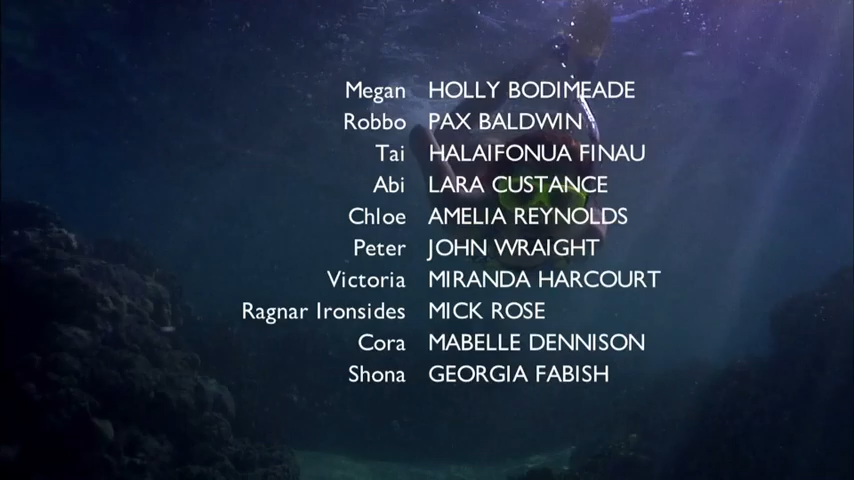 Megan HOLLY BODIMEADE
Robbo PAX BALDWIN
Tai HALAIFONUA FINAU
Abi LARA CUSTANCE
Chloe AMELIA REYNOLDS
Peter JOHN WRAIGHT
Victoria MIRANDA HARCOURT
Ragnar Ironsides MICK ROSE
Cora MABELLE DENNISON
Shona GEORGIA FABISH